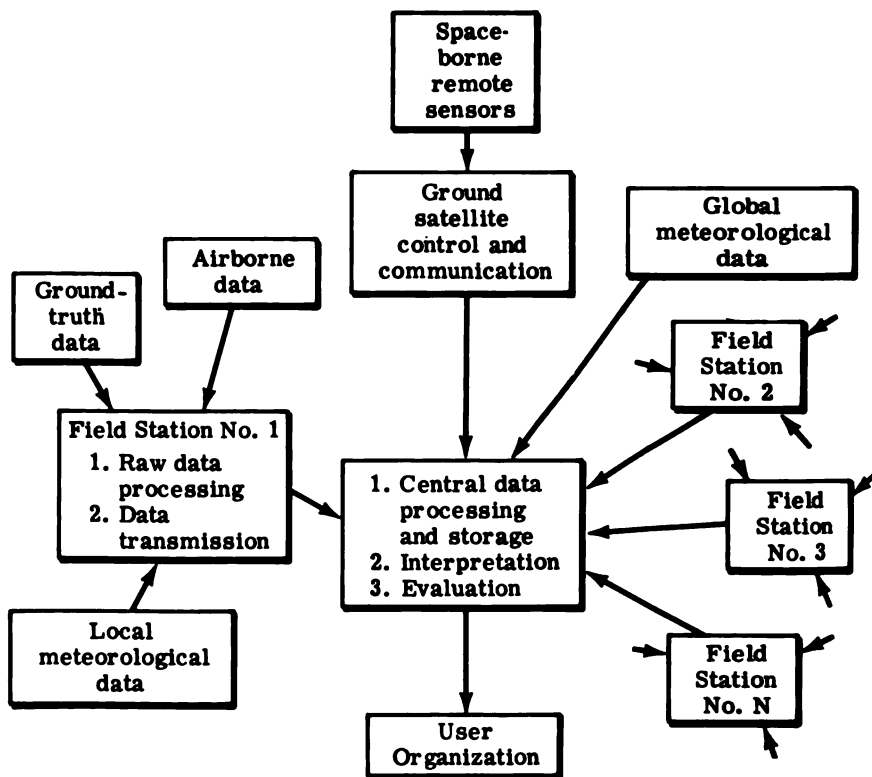 Space-
borne
remote
sensors
Ground
satellite
control and
communication
Global
meteorological
data
Airborne
data
Ground-
truth
data
Field Station No. 1
1. Raw data
processing
2. Data
transmission
Local
meteorological
data
1. Central data
processing
and storage
2. Interpretation
3. Evaluation
Field
Station
No. 2
Field
Station
No. 3
Field
Station
No. N
User
Organization